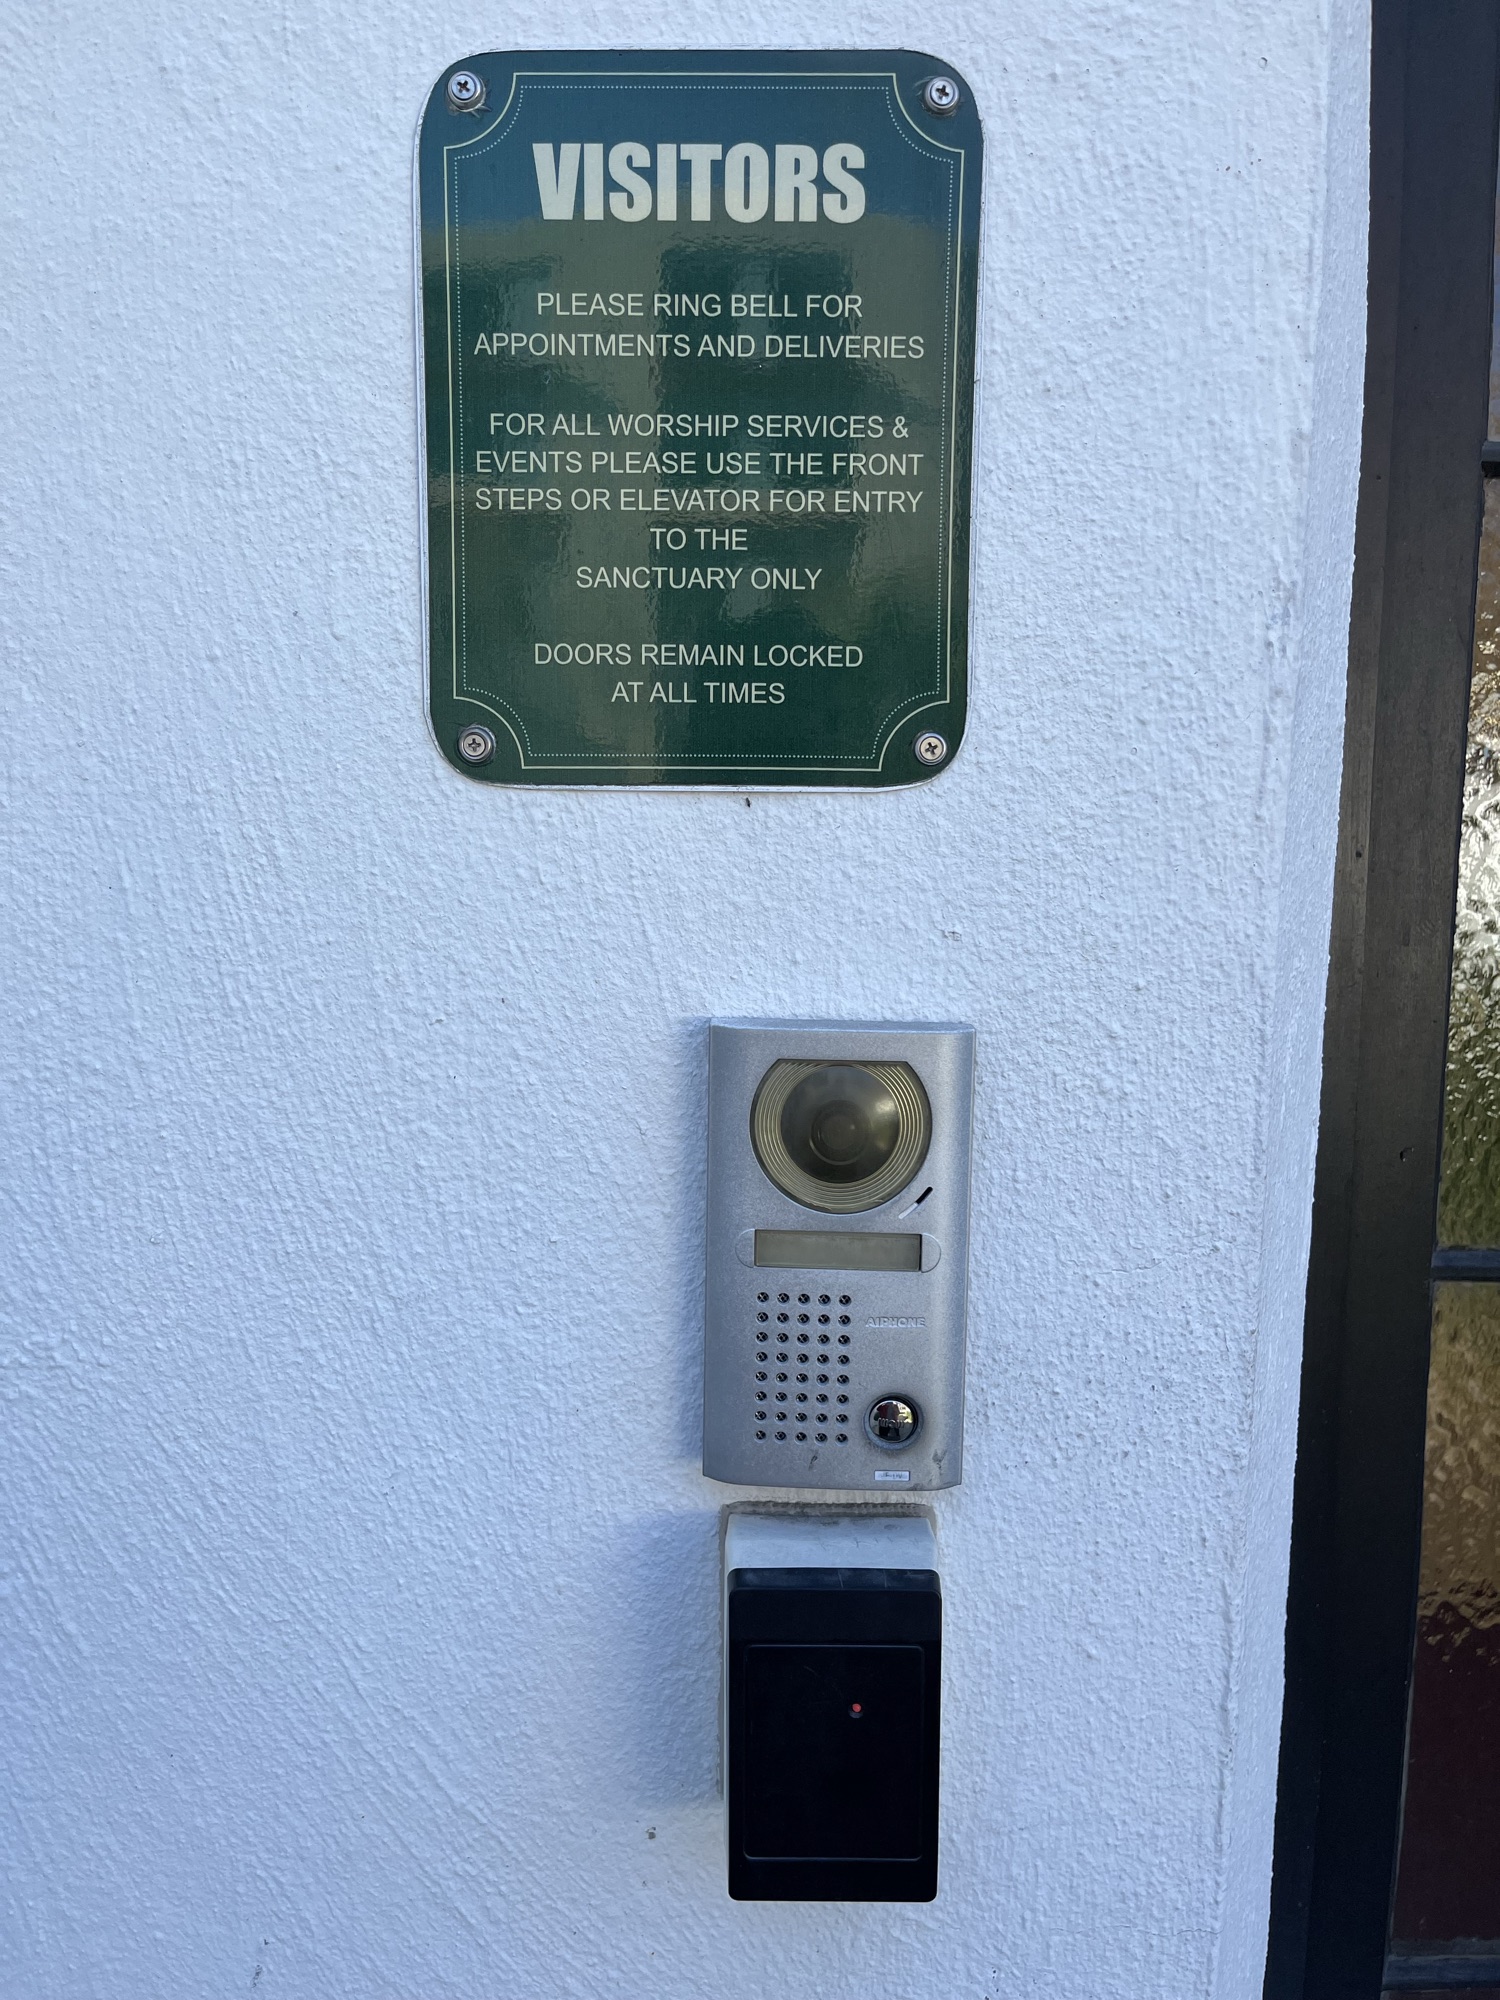 VISITORS
PLEASE RING BELL FOR
APPOINTMENTS AND DELIVERIES
FOR ALL WORSHIP SERVICES &
EVENTS PLEASE USE THE FRONT
STEPS OR ELEVATOR FOR ENTRY
TO THE
SANCTUARY ONLY
DOORS REMAIN LOCKED
AT ALL TIMES
AIPHONE